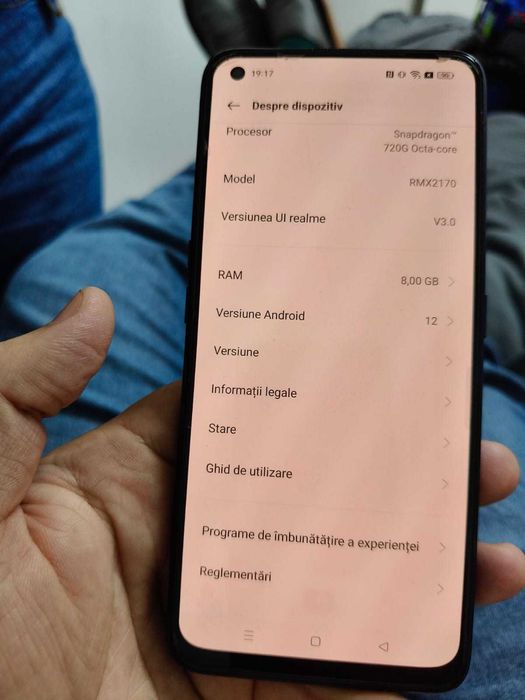 19:17
Despre dispozitiv
Procesor
Snapdragon™
720G Octa-core
Model
RMX2170
Versiunea UI realme
V3.0
RAM
8,00 GB
Versiune Android
12
Versiune
Informații legale
Stare
Ghid de utilizare
Programe de îmbunătățire a experienței
Reglementări